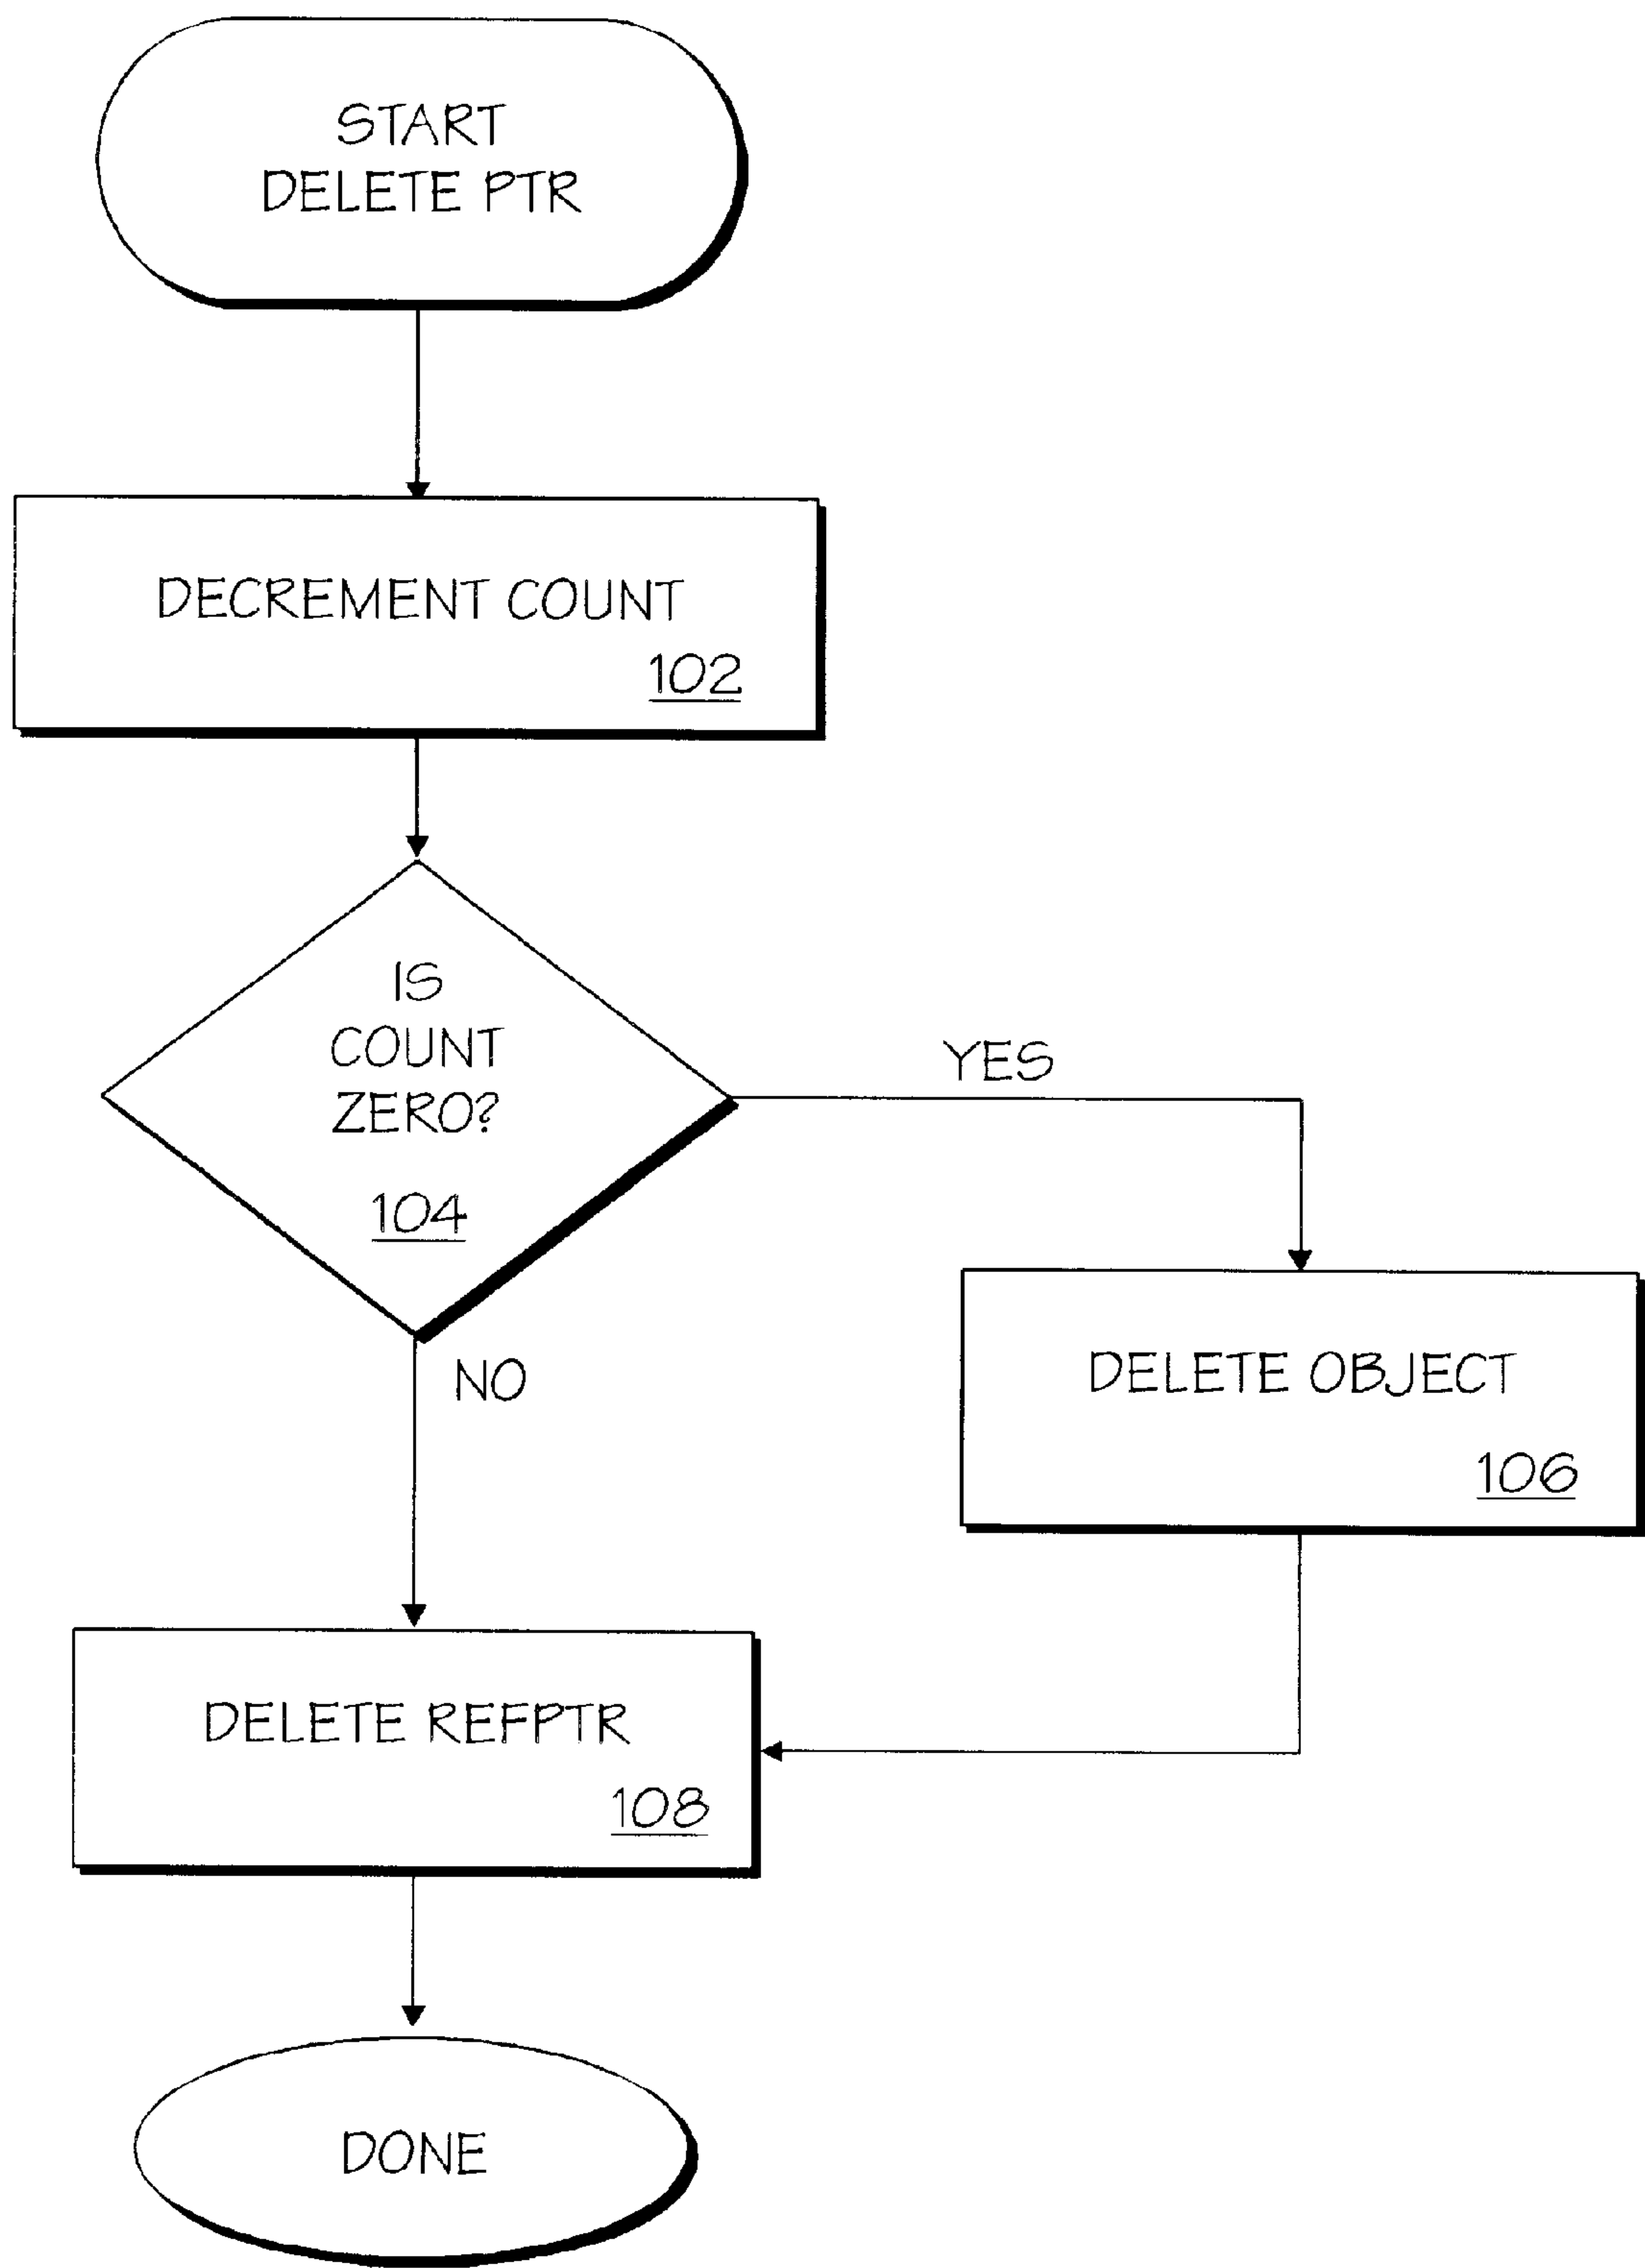 START
DELETE PTR
DECREMENT COUNT
102
IS
COUNT
ZERO?
104
YES
NO
DELETE OBJECT
106
DELETE REFPTR
108
DONE